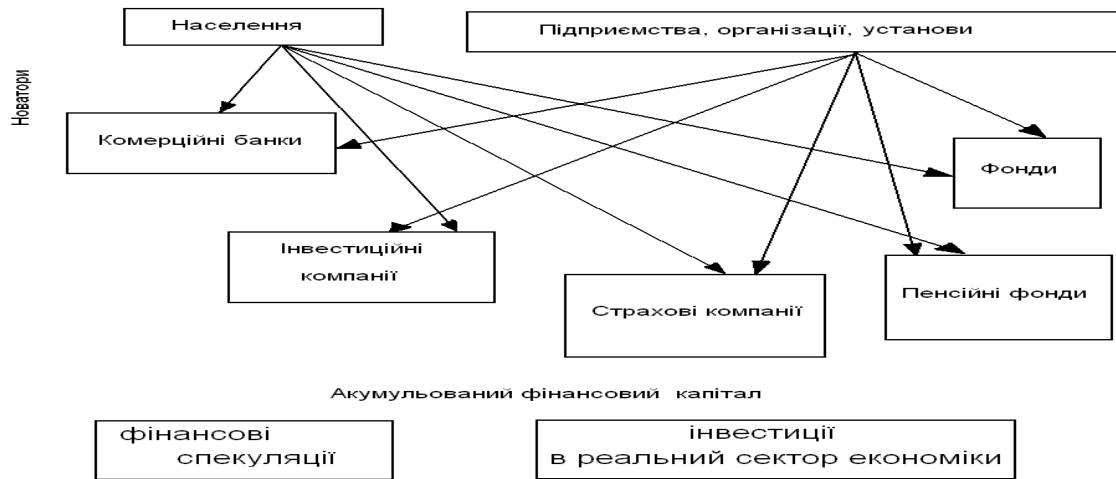 Населення
Підприємства, організації, установи
Новатори
Комерційні банки
Фонди
Інвестиційні
компанії
Страхові компанії
Пенсійні фонди
Акумульований фінансовий капітал
фінансові
спекуляції
інвестиції
в реальний сектор економіки